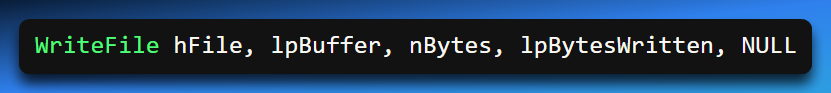 WriteFile hFile, lpBuffer, nBytes, lpBytesWritten, NULL